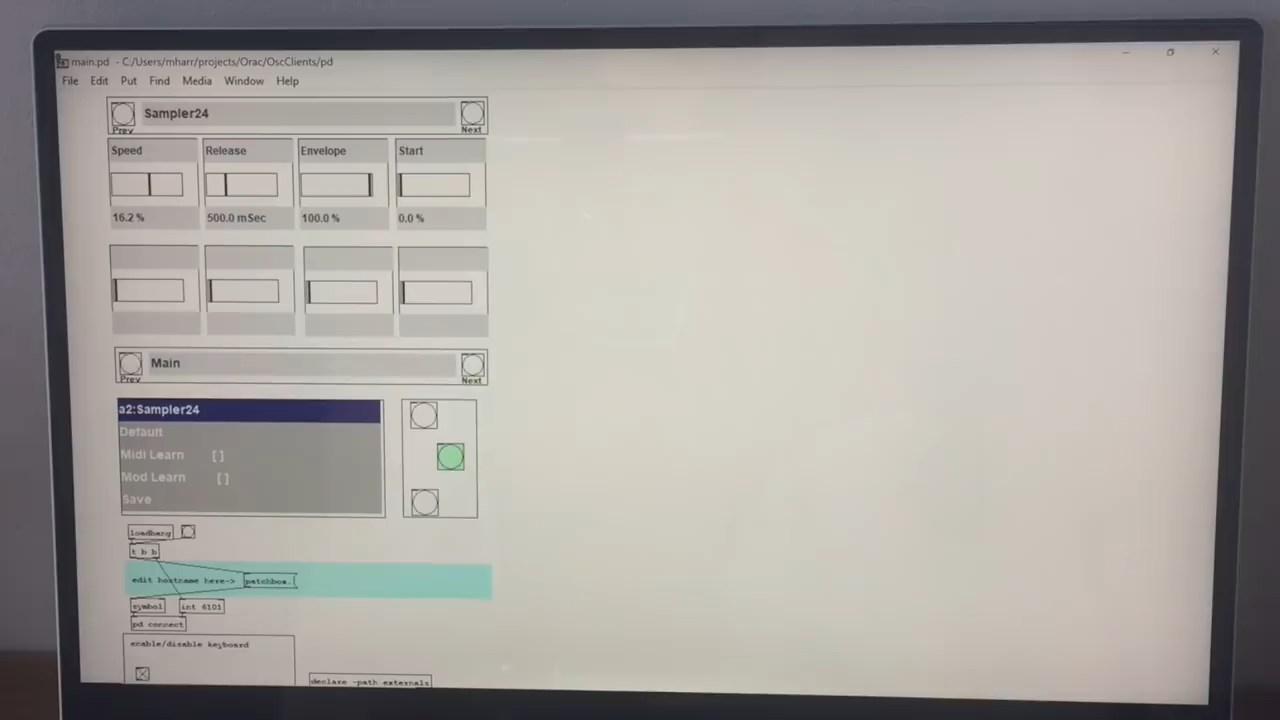 main.pd - C:/Users/mharr/projects/Orac/OscClients/pd
File Edit Put Find Media Window Help
Sampler24
Prev Next
Speed Release Envelope Start
16.2 % 500.0 mSec 100.0 % 0.0 %
Main
Prev Next
a2:Sampler24
Default
Midi Learn [ ]
Mod Learn [ ]
Save
loadbang
t b b
edit hostname here-> patchbox.
symbol int 6101
pd connect
enable/disable keyboard
declare -path externals